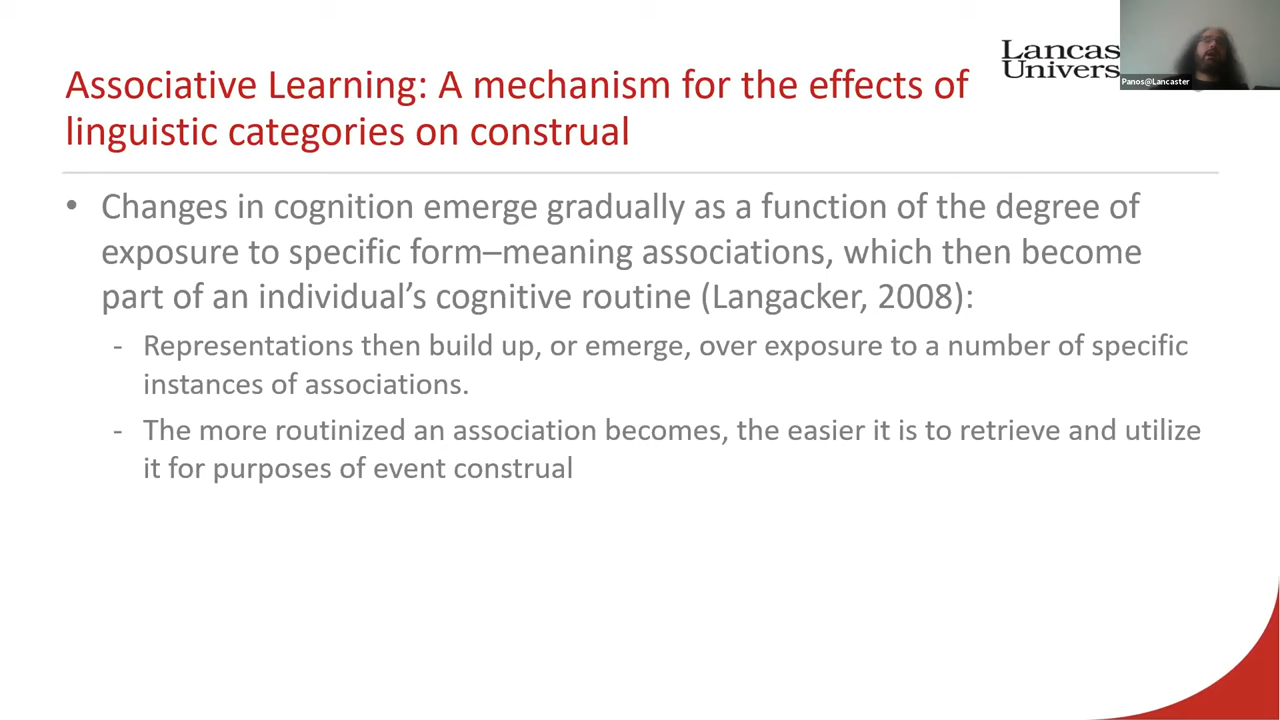 Associative Learning: A mechanism for the effects of
linguistic categories on construal
Lancas
Univers
Panos@Lancaster
• Changes in cognition emerge gradually as a function of the degree of
exposure to specific form–meaning associations, which then become
part of an individual’s cognitive routine (Langacker, 2008):
- Representations then build up, or emerge, over exposure to a number of specific
instances of associations.
- The more routinized an association becomes, the easier it is to retrieve and utilize
it for purposes of event construal